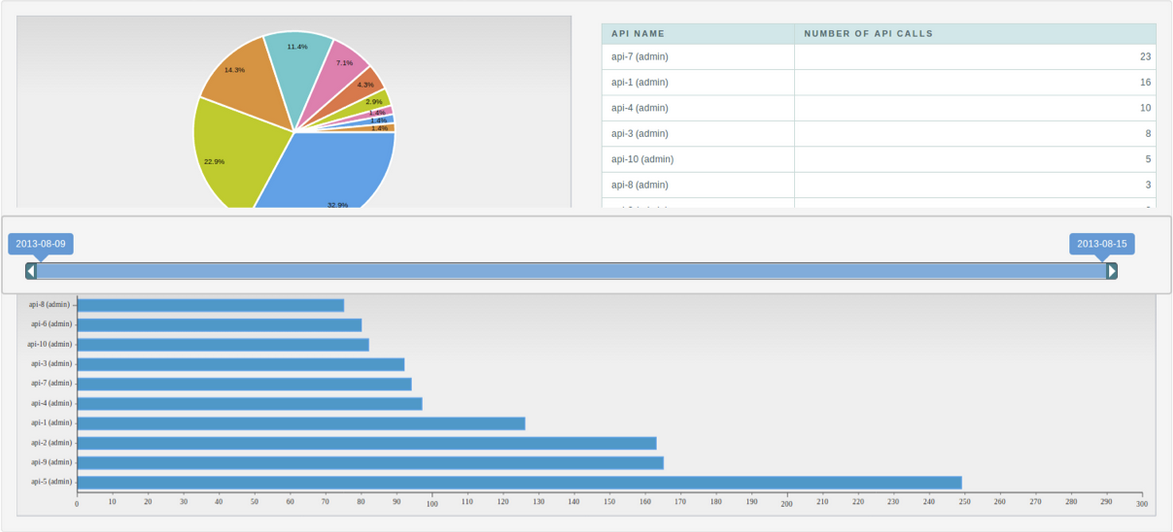 11.4%
7.1%
14.3%
4.3%
2.9%
1.4%
1.4%
1.4%
22.9%
32.9%
API NAME NUMBER OF API CALLS
api-7 (admin) 23
api-1 (admin) 16
api-4 (admin) 10
api-3 (admin) 8
api-10 (admin) 5
api-8 (admin) 3
2013-08-09 2013-08-15
api-8 (admin)
api-6 (admin)
api-10 (admin)
api-3 (admin)
api-7 (admin)
api-4 (admin)
api-1 (admin)
api-2 (admin)
api-9 (admin)
api-5 (admin)
0 10 20 30 40 50 60 70 80 90 100 110 120 130 140 150 160 170 180 190 200 210 220 230 240 250 260 270 280 290 300